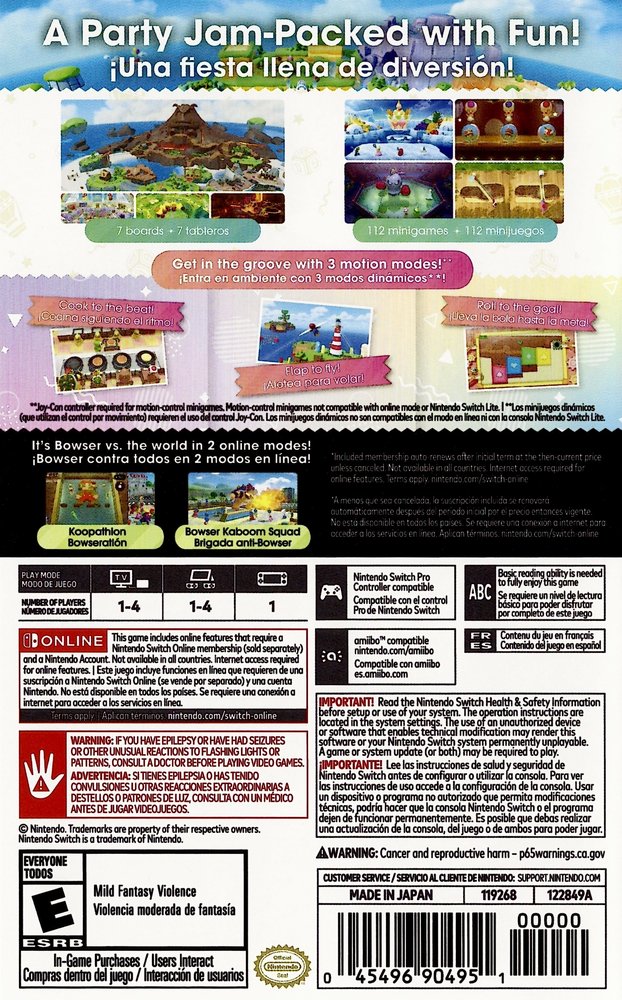 A Party Jam-Packed with Fun!
¡Una fiesta llena de diversión!
7 boards + 7 tableros
112 minigames + 112 minijuegos
Get in the groove with 3 motion modes!**
¡Entra en ambiente con 3 modos dinámicos**!
Cook to the beat!
¡Cocina siguiendo el ritmo!
Flap to fly!
¡Aletea para volar!
Roll to the goal!
¡Lleva la bola hasta la meta!
**Joy-Con controller required for motion-control minigames. Motion-control minigames not compatible with online mode or Nintendo Switch Lite. | **Los minijuegos dinámicos
(que utilizan el control por movimiento) requieren el uso del control Joy-Con. Los minijuegos dinámicos no son compatibles con el modo en línea ni con la consola Nintendo Switch Lite.
It's Bowser vs. the world in 2 online modes!
¡Bowser contra todos en 2 modos en línea!
Koopathlon
Bowseratlón
Bowser Kaboom Squad
Brigada anti-Bowser
*Included membership auto renews after initial term at the then-current price
unless canceled. Not available in all countries. Internet access required for
online features. Terms apply. nintendo.com/switch-online
*A menos que sea cancelada, la suscripción incluida se renovará
automáticamente después del periodo inicial por el precio entonces vigente.
No está disponible en todos los países. Se requiere una conexión a internet para
acceder a los servicios en línea. Aplican términos. nintendo.com/switch-online
PLAY MODE
MODO DE JUEGO
TV
NUMBER OF PLAYERS
NÚMERO DE JUGADORES
1-4
1-4
1
Nintendo Switch Pro
Controller compatible
Compatible con el control
Pro de Nintendo Switch
ABC
Basic reading ability is needed
to fully enjoy this game
Se requiere un nivel de lectura
básico para poder disfrutar
por completo de este juego
amiibo™ compatible
nintendo.com/amiibo
Compatible con amiibo
es.amiibo.com
FR
ES
Contenu du jeu en français
Contenido del juego en español
ONLINE
This game includes online features that require a
Nintendo Switch Online membership (sold separately)
and a Nintendo Account. Not available in all countries. Internet access required
for online features. | Este juego incluye funciones en línea que requieren de una
suscripción a Nintendo Switch Online (se vende por separado) y una cuenta
Nintendo. No está disponible en todos los países. Se requiere una conexión a
internet para acceder a los servicios en línea.
Terms apply. | Aplican términos. nintendo.com/switch-online
WARNING: IF YOU HAVE EPILEPSY OR HAVE HAD SEIZURES
OR OTHER UNUSUAL REACTIONS TO FLASHING LIGHTS OR
PATTERNS, CONSULT A DOCTOR BEFORE PLAYING VIDEO GAMES.
ADVERTENCIA: SI TIENES EPILEPSIA O HAS TENIDO
CONVULSIONES U OTRAS REACCIONES EXTRAORDINARIAS A
DESTELLOS O PATRONES DE LUZ, CONSULTA CON UN MÉDICO
ANTES DE JUGAR VIDEOJUEGOS.
IMPORTANT! Read the Nintendo Switch Health & Safety Information
before setup or use of your system. The operation instructions are
located in the system settings. The use of an unauthorized device
or software that enables technical modification may render this
software or your Nintendo Switch system permanently unplayable.
A game or system update (or both) may be required to play.
¡IMPORTANTE! Lee las instrucciones de salud y seguridad de
Nintendo Switch antes de configurar o utilizar la consola. Para ver
las instrucciones de uso accede a la configuración de la consola. Usar
un dispositivo o programa no autorizado que permita modificaciones
técnicas, podría hacer que la consola Nintendo Switch o el programa
dejen de funcionar permanentemente. Es posible que debas realizar
una actualización de la consola, del juego o de ambos para poder jugar.
© Nintendo. Trademarks are property of their respective owners.
Nintendo Switch is a trademark of Nintendo.
WARNING: Cancer and reproductive harm – p65warnings.ca.gov
EVERYONE
TODOS
E
ESRB
Mild Fantasy Violence
Violencia moderada de fantasía
In-Game Purchases / Users Interact
Compras dentro del juego / Interacción de usuarios
Official
Nintendo
Seal
CUSTOMER SERVICE / SERVICIO AL CLIENTE DE NINTENDO: SUPPORT.NINTENDO.COM
MADE IN JAPAN
119268
122849A
00000
0 45496 90495 1